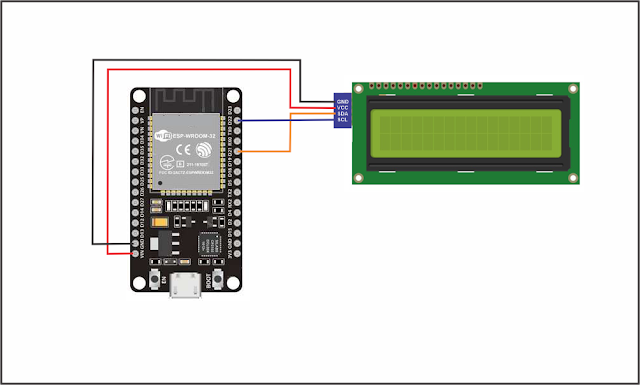 GND
VCC
SDA
SCL
EN
VP
VN
D34
D35
D32
D33
D25
D26
D27
D14
D12
D13
GND
VIN
D23
D22
TX0
RX0
D21
D19
D18
D5
TX2
RX2
D4
D2
D15
GND
3V3
WiFi ESP-WROOM-32
EN
BOOT